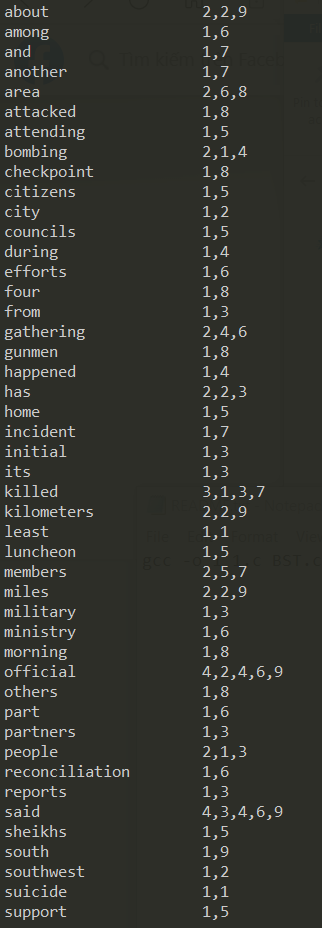 about 2,2,9
among 1,6
and 1,7
another 1,7
area 2,6,8
attacked 1,8
attending 1,5
bombing 2,1,4
checkpoint 1,8
citizens 1,5
city 1,2
councils 1,5
during 1,4
efforts 1,6
four 1,8
from 1,3
gathering 2,4,6
gunmen 1,8
happened 1,4
has 2,2,3
home 1,5
incident 1,7
initial 1,3
its 1,3
killed 3,1,3,7
kilometers 2,2,9
least 1,1
luncheon 1,5
members 2,5,7
miles 2,2,9
military 1,3
ministry 1,6
morning 1,8
official 4,2,4,6,9
others 1,8
part 1,6
partners 1,3
people 2,1,3
reconciliation 1,6
reports 1,3
said 4,3,4,6,9
sheikhs 1,5
south 1,9
southwest 1,2
suicide 1,1
support 1,5